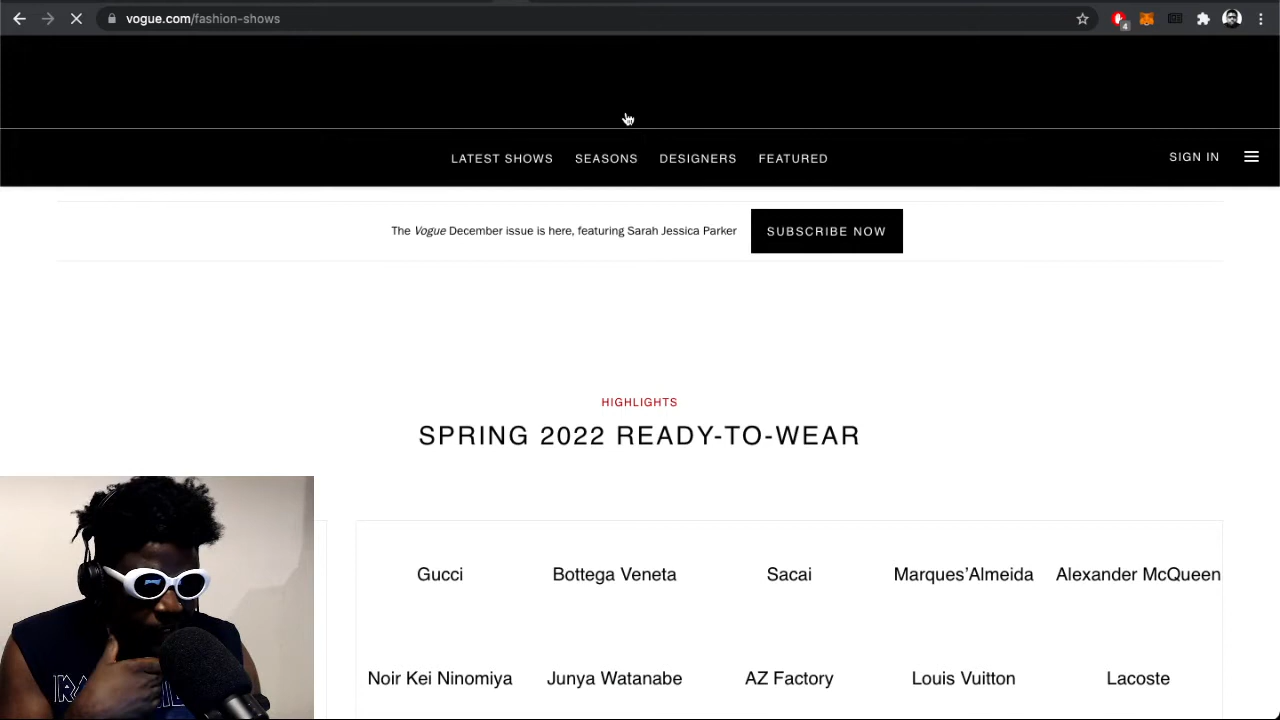 vogue.com/fashion-shows
4
LATEST SHOWS SEASONS DESIGNERS FEATURED
SIGN IN
The Vogue December issue is here, featuring Sarah Jessica Parker
SUBSCRIBE NOW
HIGHLIGHTS
SPRING 2022 READY-TO-WEAR
Gucci Bottega Veneta Sacai Marques’Almeida Alexander McQueen
Noir Kei Ninomiya Junya Watanabe AZ Factory Louis Vuitton Lacoste